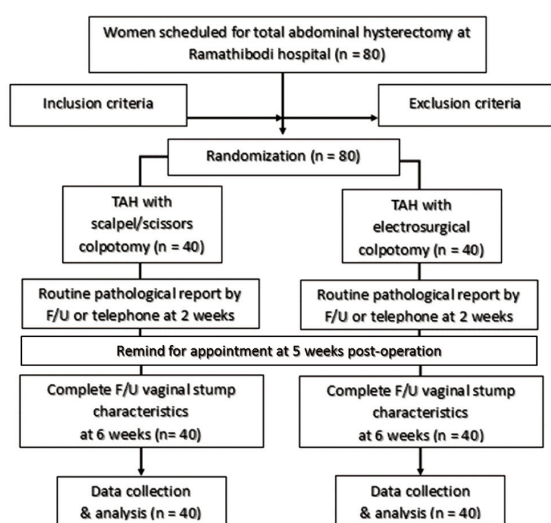 Women scheduled for total abdominal hysterectomy at
Ramathibodi hospital (n = 80)
Inclusion criteria
Exclusion criteria
Randomization (n = 80)
TAH with
scalpel/scissors
colpotomy (n = 40)
TAH with
electrosurgical
colpotomy (n = 40)
Routine pathological report by
F/U or telephone at 2 weeks
Routine pathological report by
F/U or telephone at 2 weeks
Remind for appointment at 5 weeks post-operation
Complete F/U vaginal stump
characteristics
at 6 weeks (n= 40)
Complete F/U vaginal stump
characteristics
at 6 weeks (n = 40)
Data collection
& analysis (n = 40)
Data collection
& analysis (n = 40)